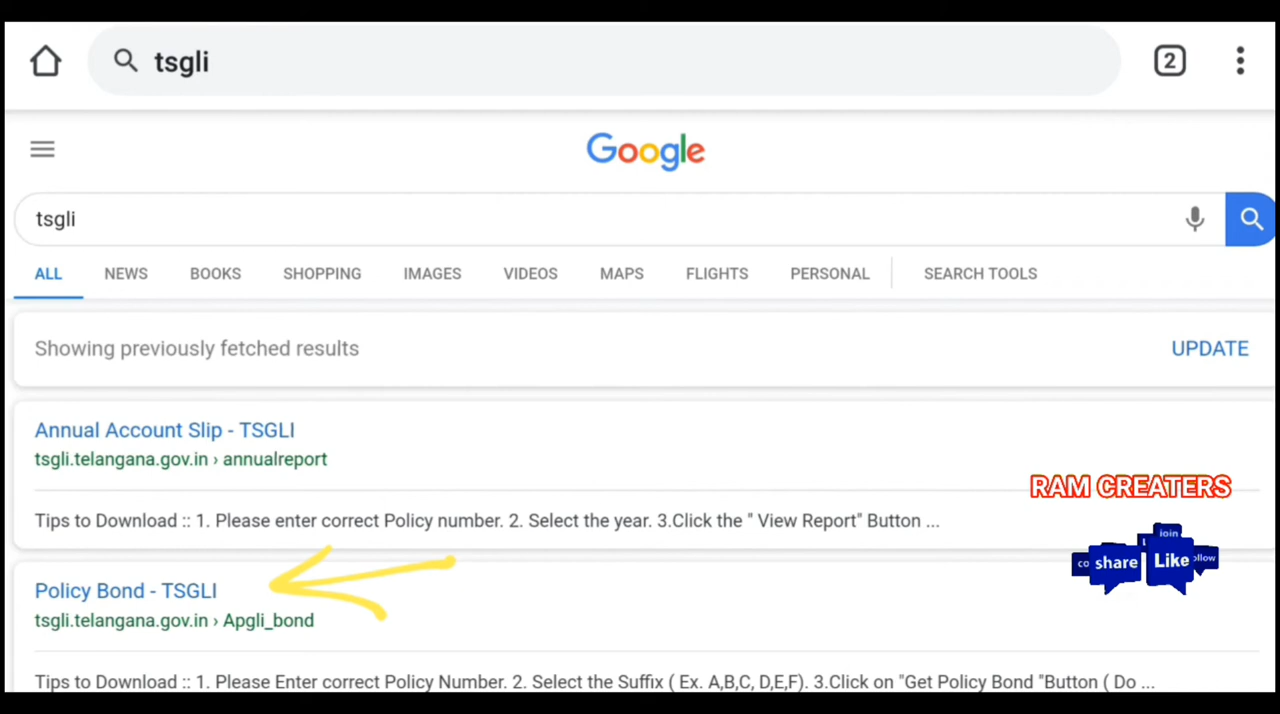 tsgli
2
Google
tsgli
ALL NEWS BOOKS SHOPPING IMAGES VIDEOS MAPS FLIGHTS PERSONAL SEARCH TOOLS
Showing previously fetched results UPDATE
Annual Account Slip - TSGLI
tsgli.telangana.gov.in › annualreport
RAM CREATERS
Tips to Download :: 1. Please enter correct Policy number. 2. Select the year. 3.Click the " View Report" Button ...
join
co share Like ollow
Policy Bond - TSGLI
tsgli.telangana.gov.in › Apgli_bond
Tips to Download :: 1. Please Enter correct Policy Number. 2. Select the Suffix ( Ex. A,B,C, D,E,F). 3.Click on "Get Policy Bond "Button ( Do ...